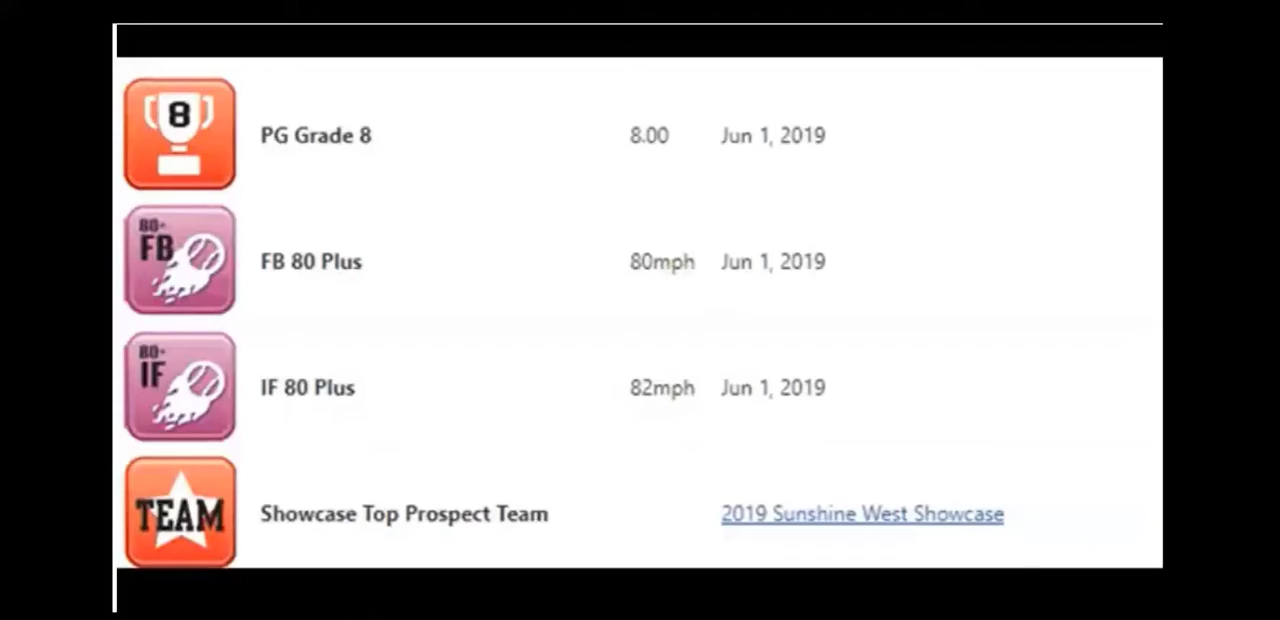 8
PG Grade 8 8.00 Jun 1, 2019
80+
FB
FB 80 Plus 80mph Jun 1, 2019
80+
IF
IF 80 Plus 82mph Jun 1, 2019
TEAM
Showcase Top Prospect Team 2019 Sunshine West Showcase